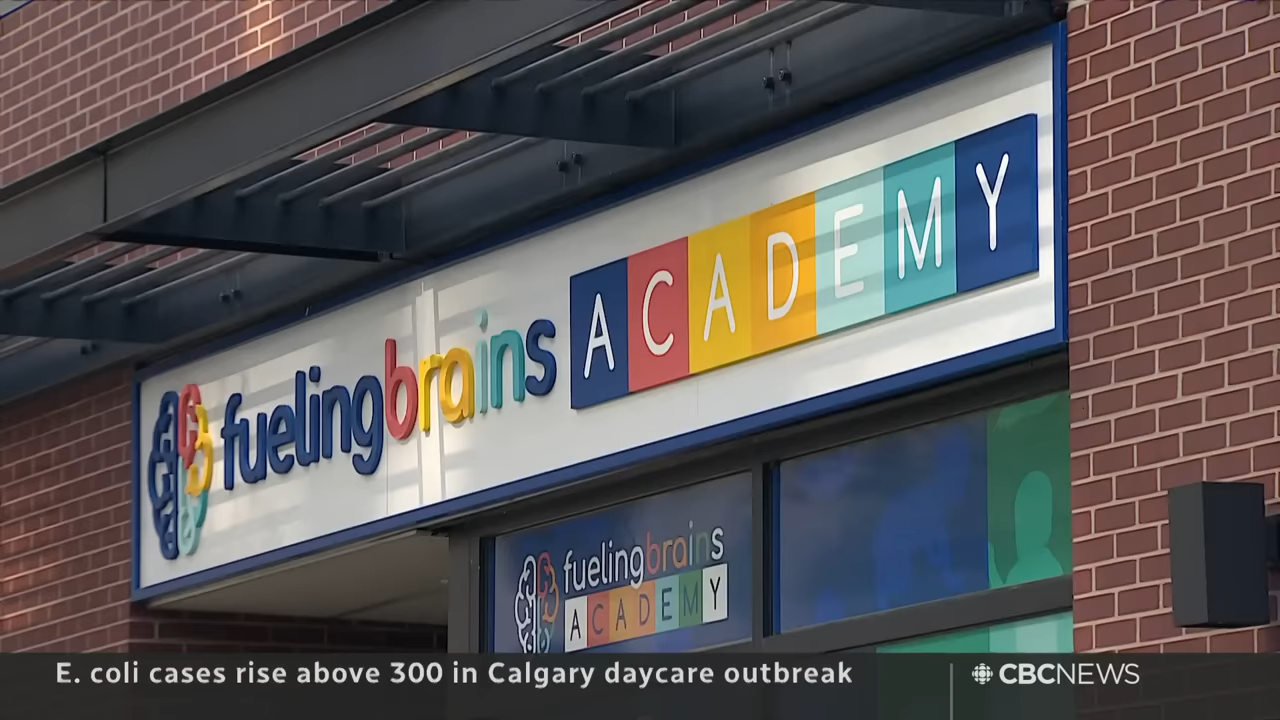 fuelingbrains ACADEMY
fuelingbrains
ACADEMY
E. coli cases rise above 300 in Calgary daycare outbreak
CBCNEWS